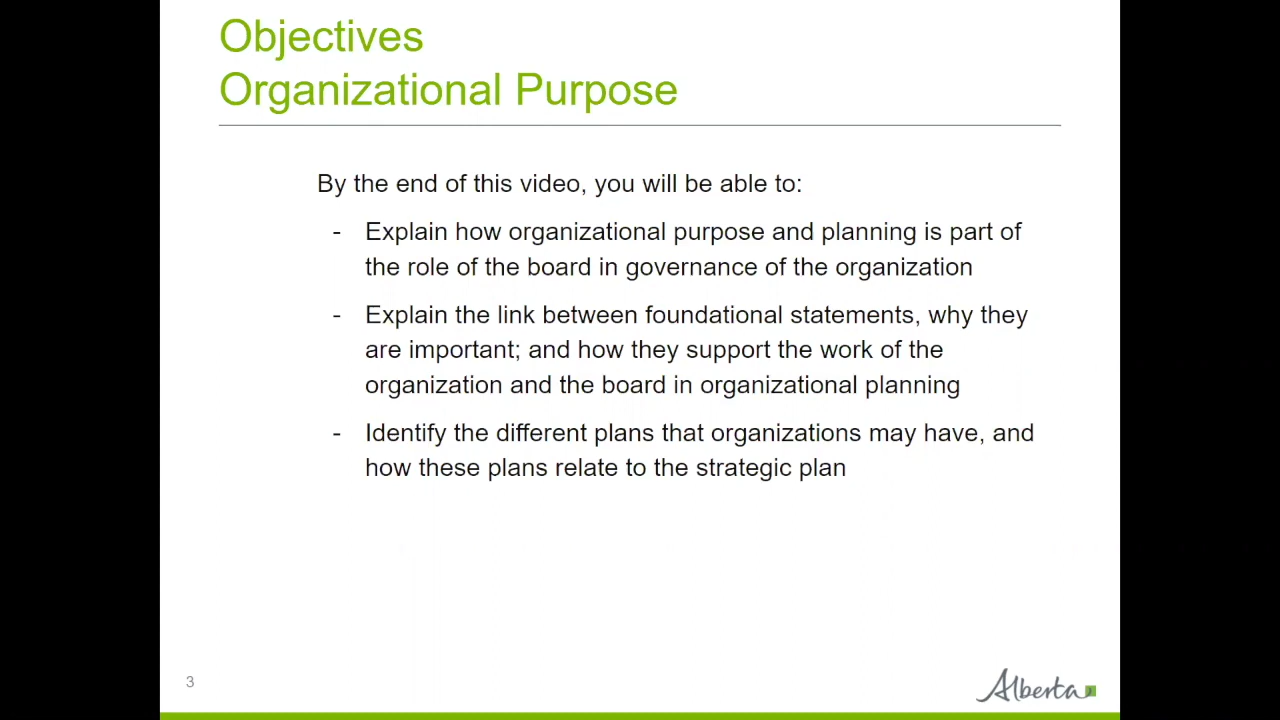 Objectives
Organizational Purpose
By the end of this video, you will be able to:
- Explain how organizational purpose and planning is part of
the role of the board in governance of the organization
- Explain the link between foundational statements, why they
are important; and how they support the work of the
organization and the board in organizational planning
- Identify the different plans that organizations may have, and
how these plans relate to the strategic plan
3
Alberta